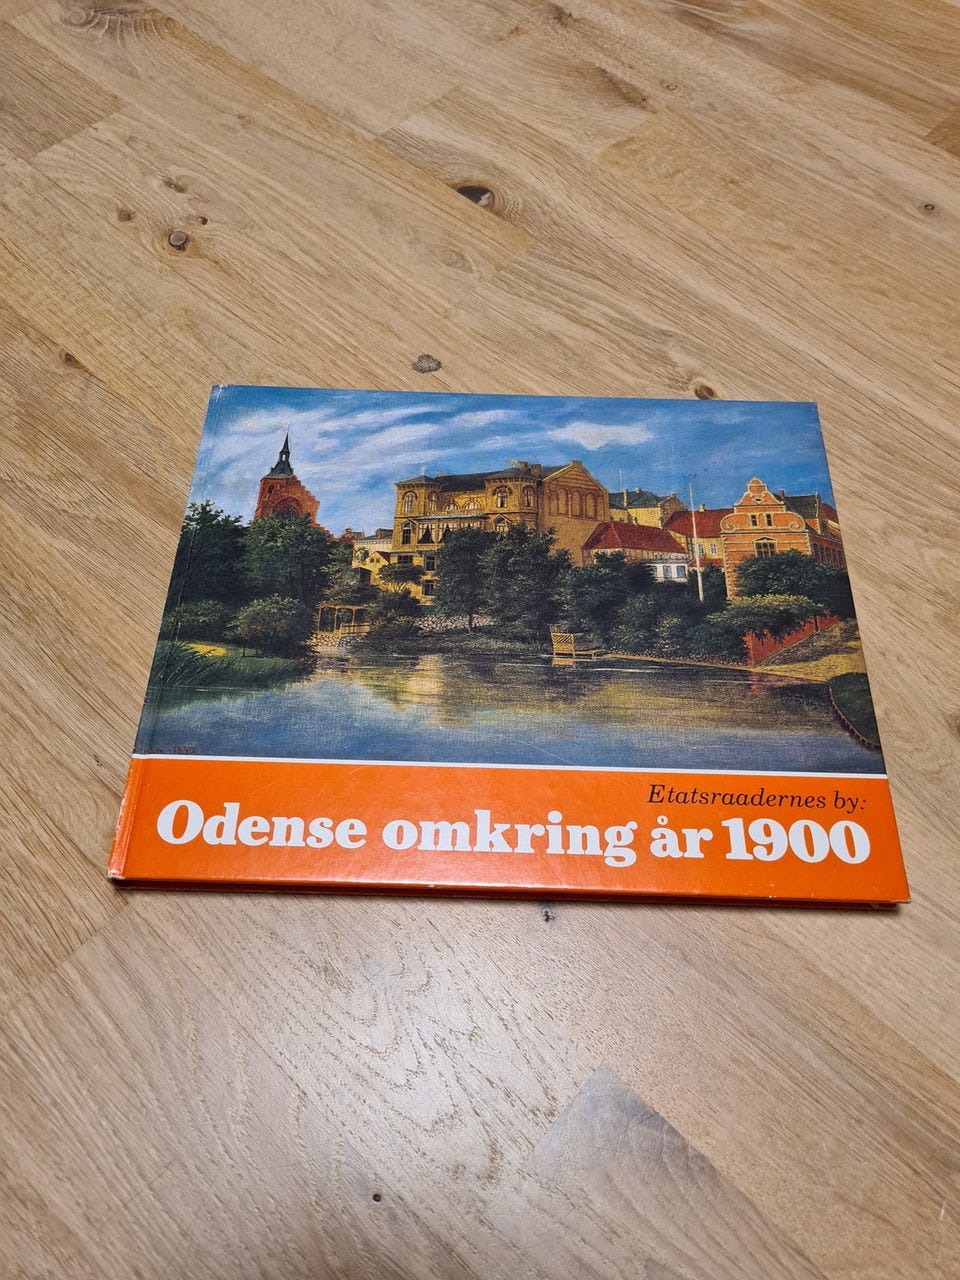 Etatsraadernes by:
Odense omkring år 1900